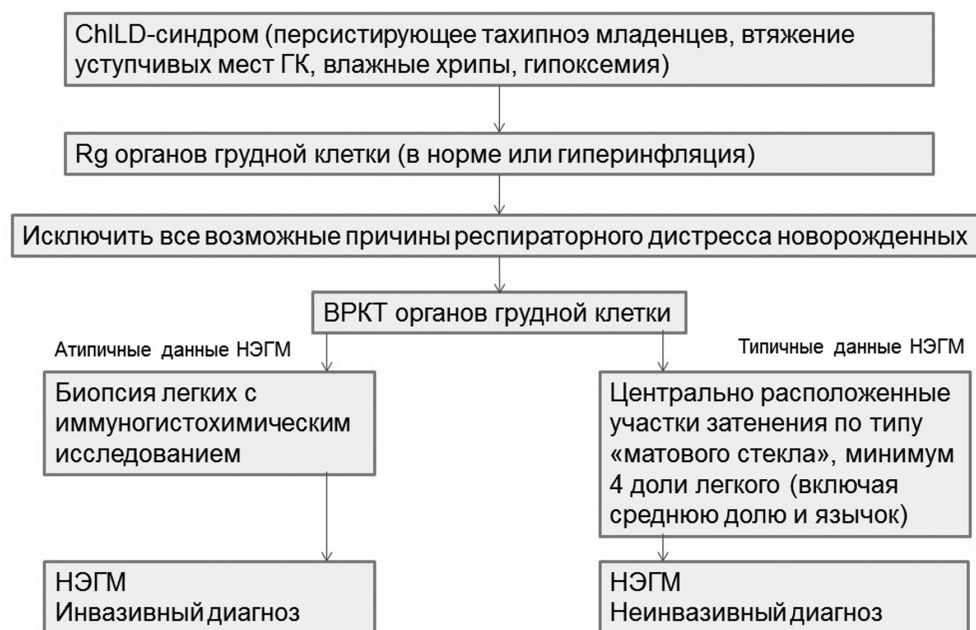 ChILD-синдром (персистирующее тахипноэ младенцев, втяжение
уступчивых мест ГК, влажные хрипы, гипоксемия)
Rg органов грудной клетки (в норме или гиперинфляция)
Исключить все возможные причины респираторного дистресса новорожденных
ВРКТ органов грудной клетки
Атипичные данные НЭГМ
Типичные данные НЭГМ
Биопсия легких с
иммуногистохимическим
исследованием
Центрально расположенные
участки затенения по типу
«матового стекла», минимум
4 доли легкого (включая
среднюю долю и язычок)
НЭГМ
Инвазивный диагноз
НЭГМ
Неинвазивный диагноз